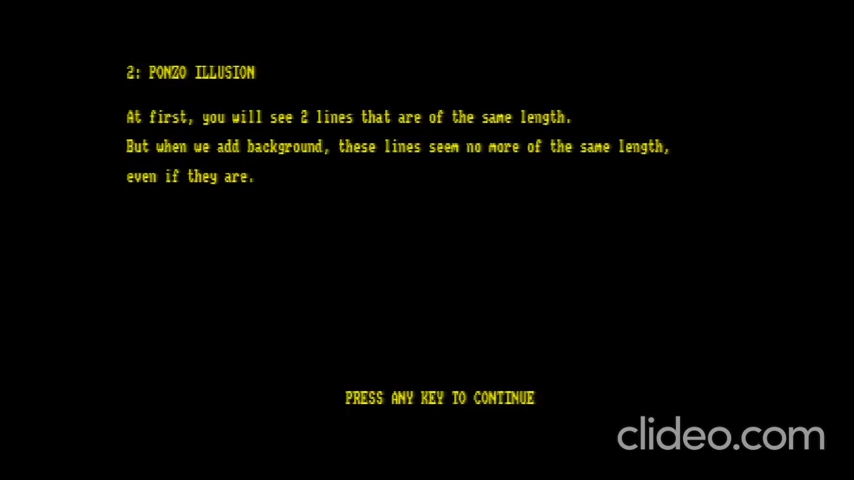 2: PONZO ILLUSION
At first, you will see 2 lines that are of the same length.
But when we add background, these lines seem no more of the same length,
even if they are.
PRESS ANY KEY TO CONTINUE
clideo.com